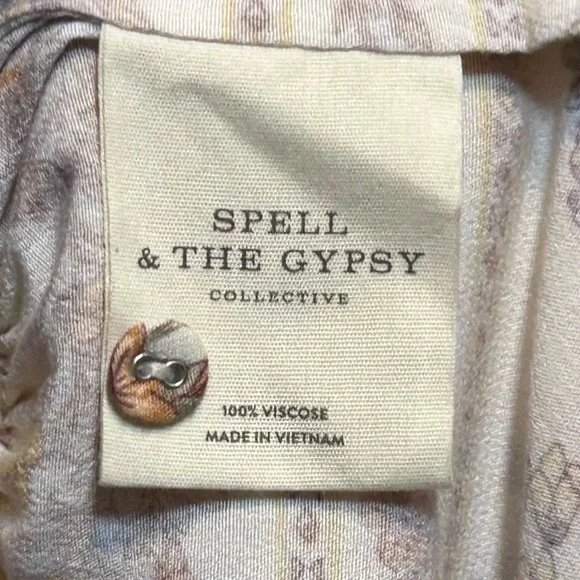 SPELL
& THE GYPSY
COLLECTIVE
100% VISCOSE
MADE IN VIETNAM